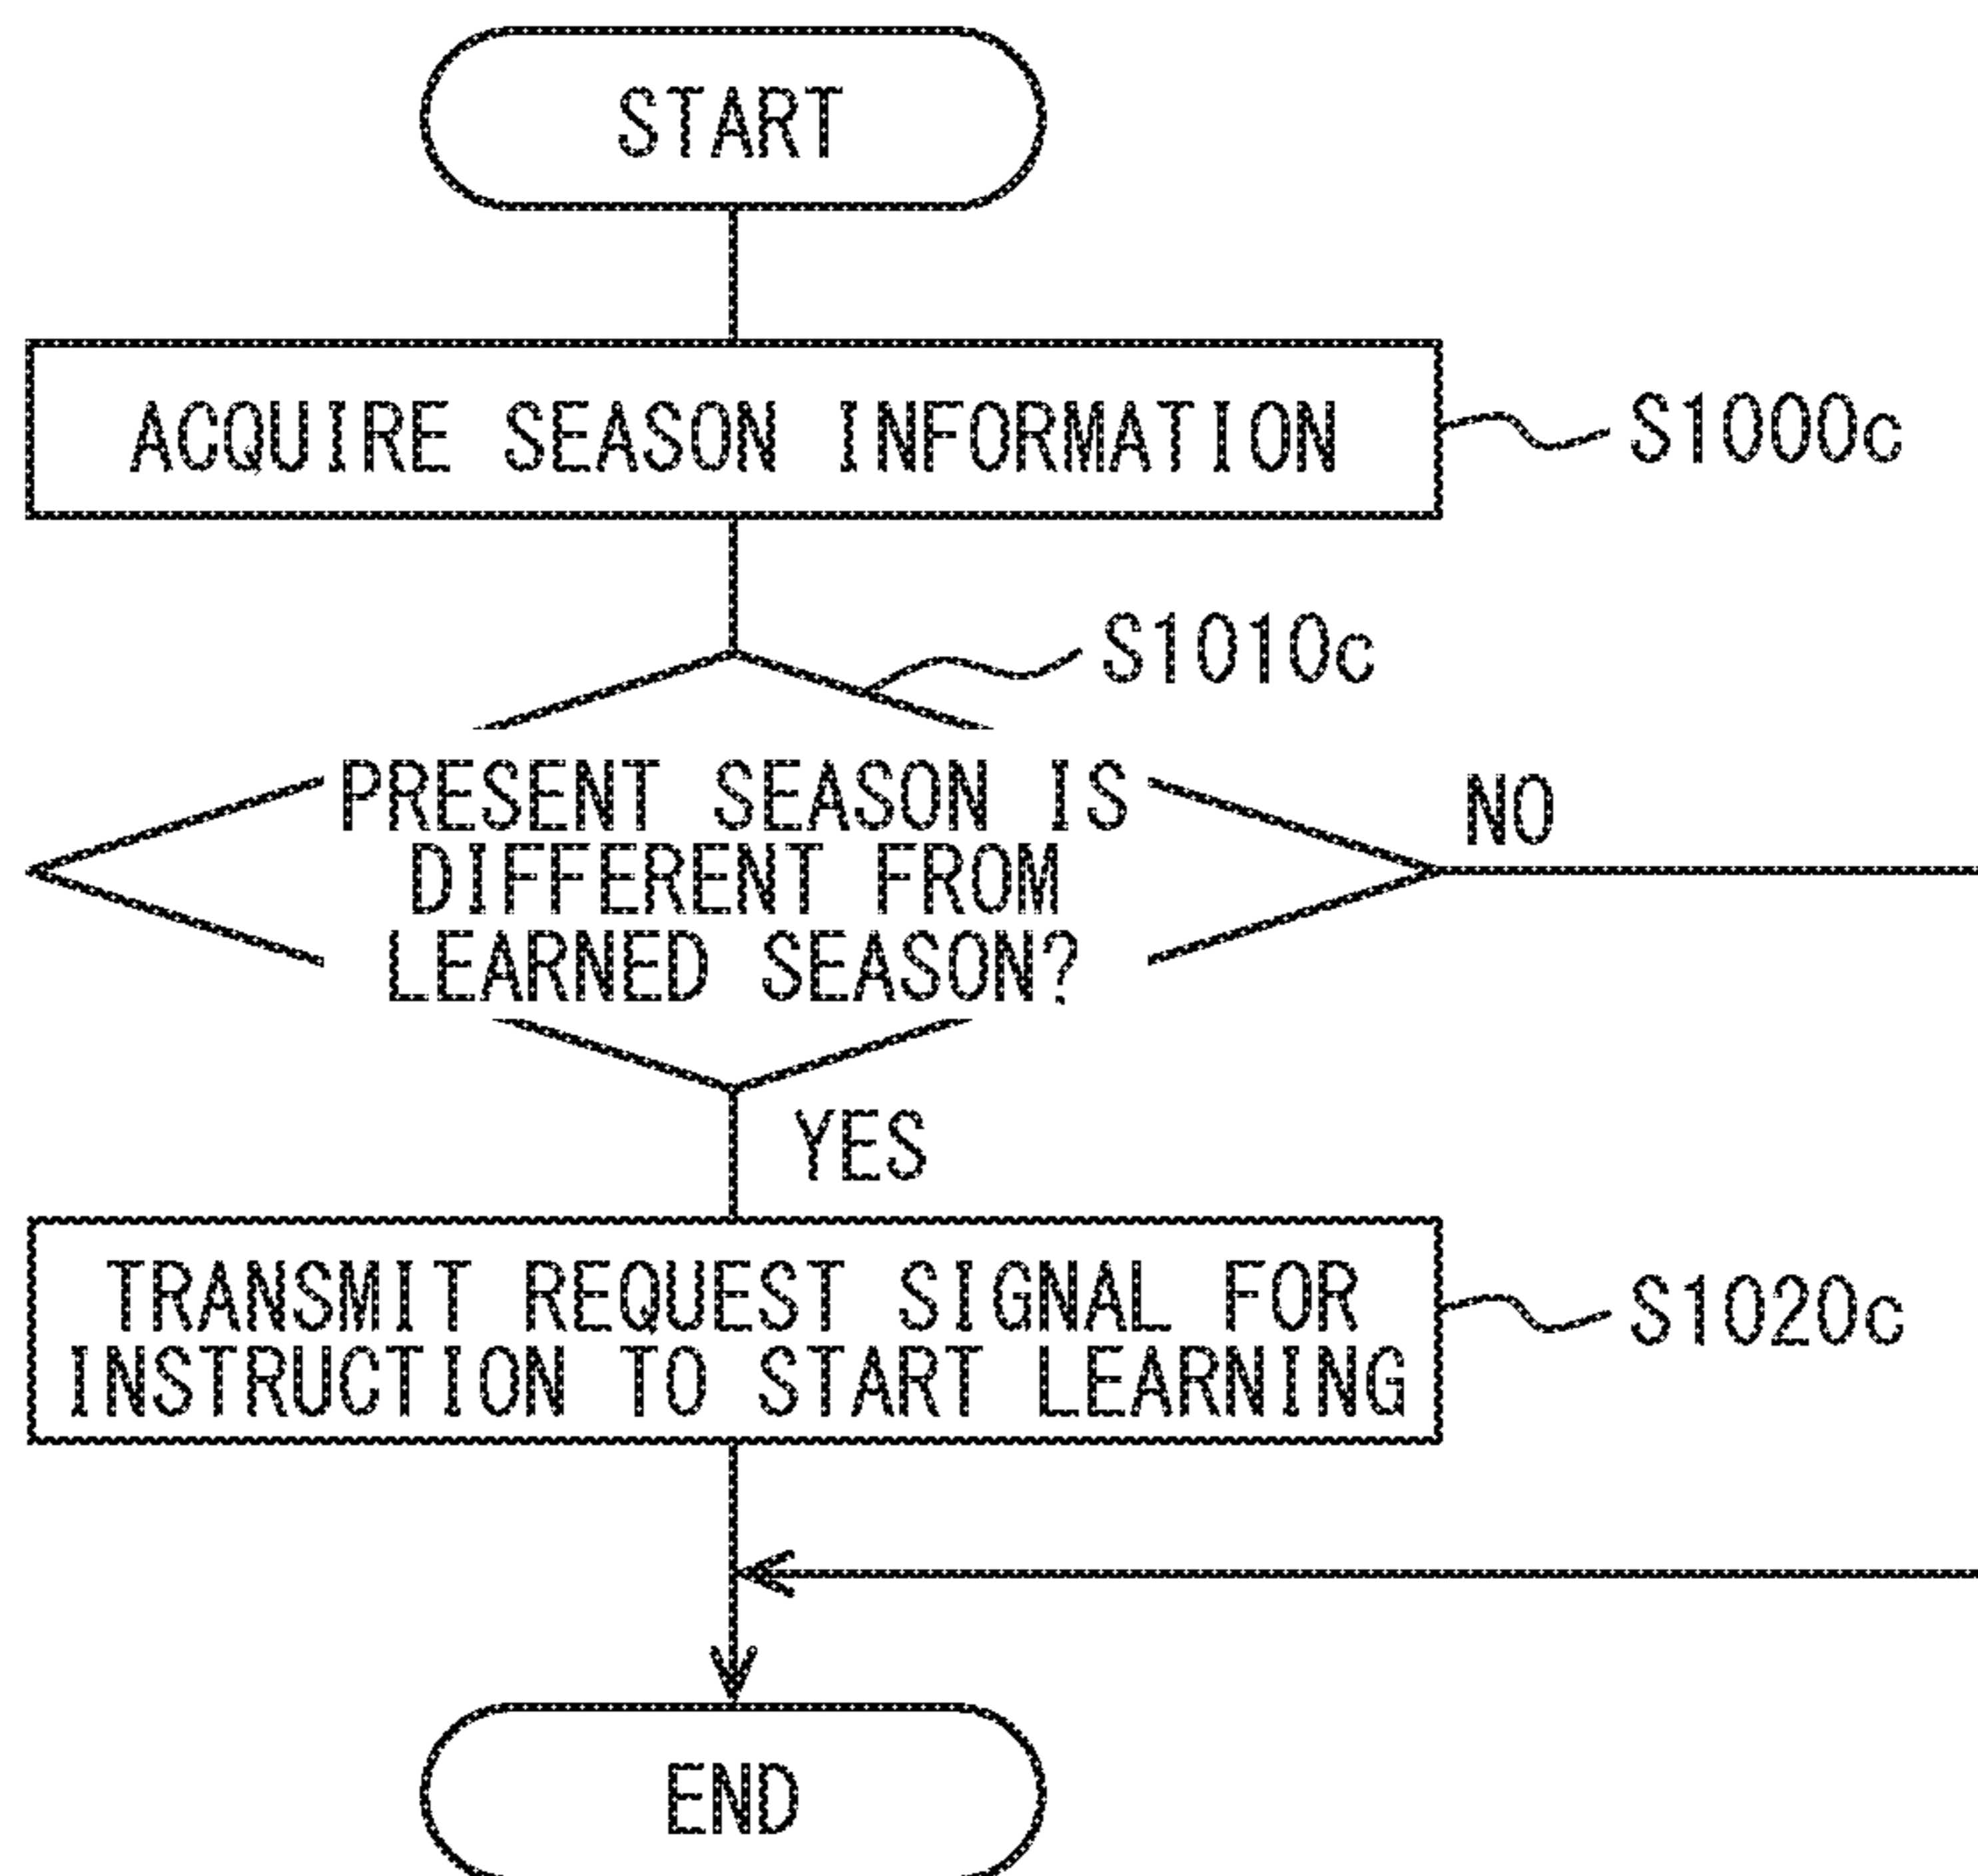 START
ACQUIRE SEASON INFORMATION
S1000c
S1010c
PRESENT SEASON IS
DIFFERENT FROM
LEARNED SEASON?
NO
YES
TRANSMIT REQUEST SIGNAL FOR
INSTRUCTION TO START LEARNING
S1020c
END